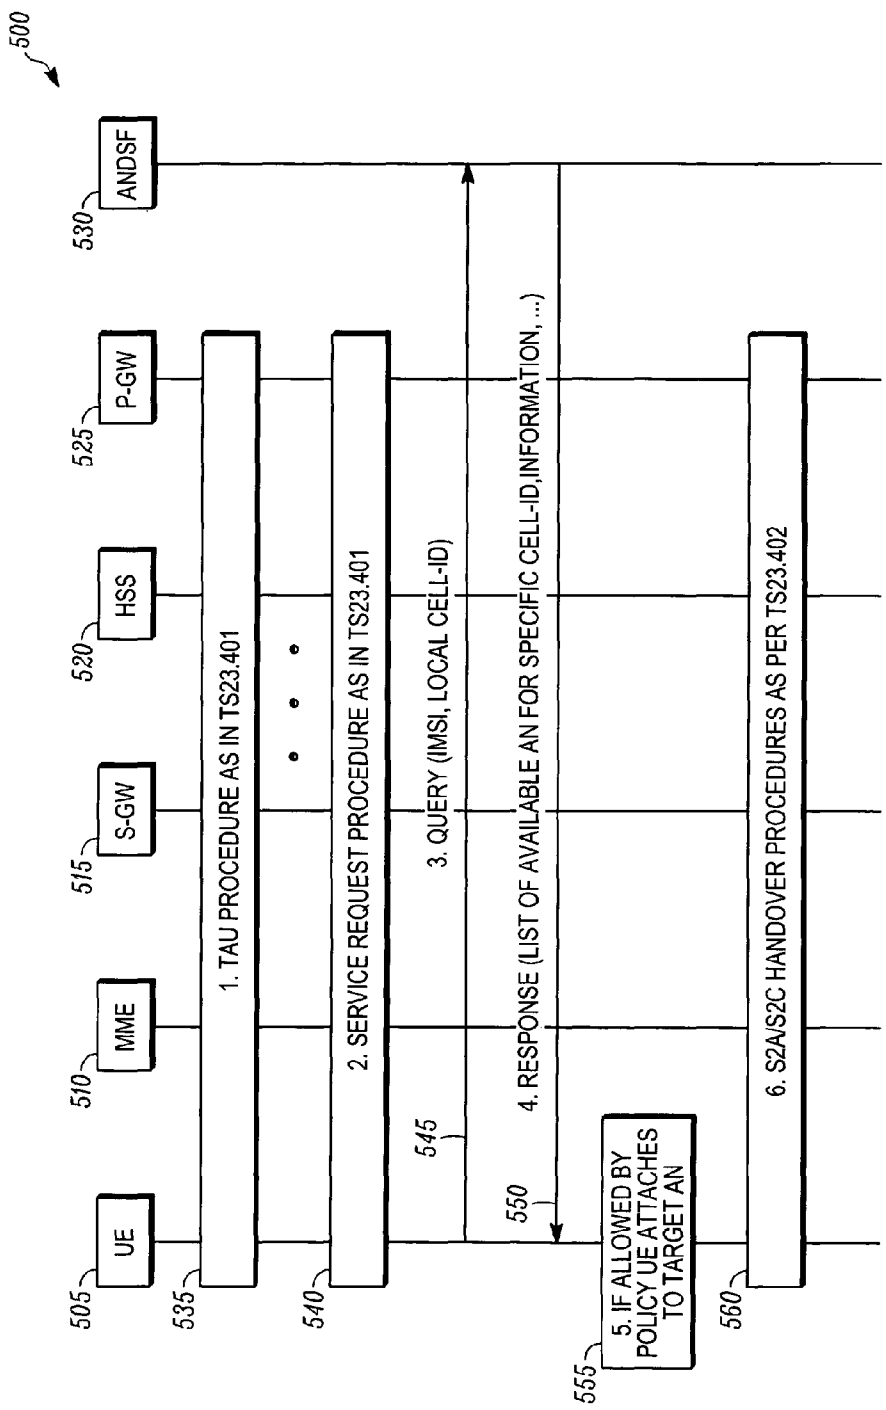 500
505
UE
510
MME
515
S-GW
520
HSS
525
P-GW
530
ANDSF
535
1. TAU PROCEDURE AS IN TS23.401
540
2. SERVICE REQUEST PROCEDURE AS IN TS23.401
545
3. QUERY (IMSI, LOCAL CELL-ID)
550
4. RESPONSE (LIST OF AVAILABLE AN FOR SPECIFIC CELL-ID,INFORMATION, ...)
555
5. IF ALLOWED BY
POLICY UE ATTACHES
TO TARGET AN
560
6. S2A/S2C HANDOVER PROCEDURES AS PER TS23.402